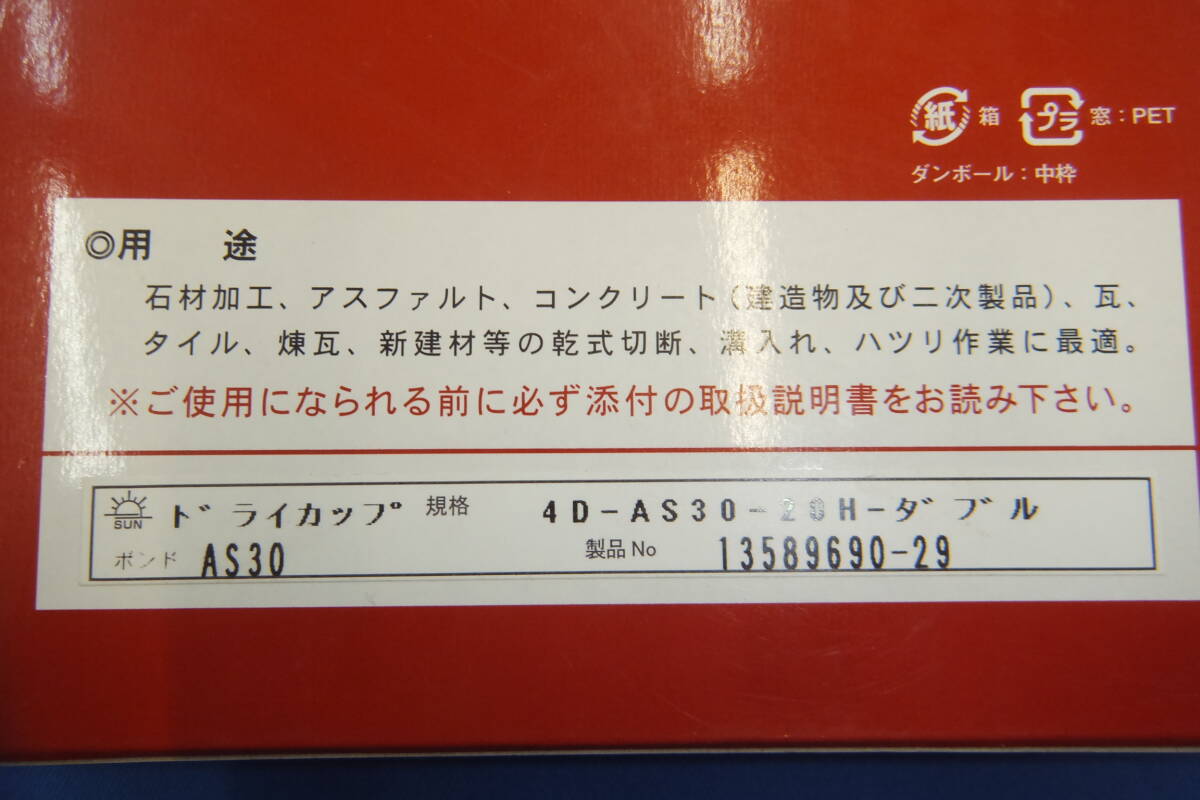 紙 箱 プラ 窓：PET
ダンボール：中枠
◎用　途
石材加工、アスファルト、コンクリート（建造物及び二次製品）、瓦、
タイル、煉瓦、新建材等の乾式切断、溝入れ、ハツリ作業に最適。
※ご使用になられる前に必ず添付の取扱説明書をお読み下さい。
SUN ドライカップ 規格 4D-AS30-20H-ダブル
ボンド AS30 製品No 13589690-29